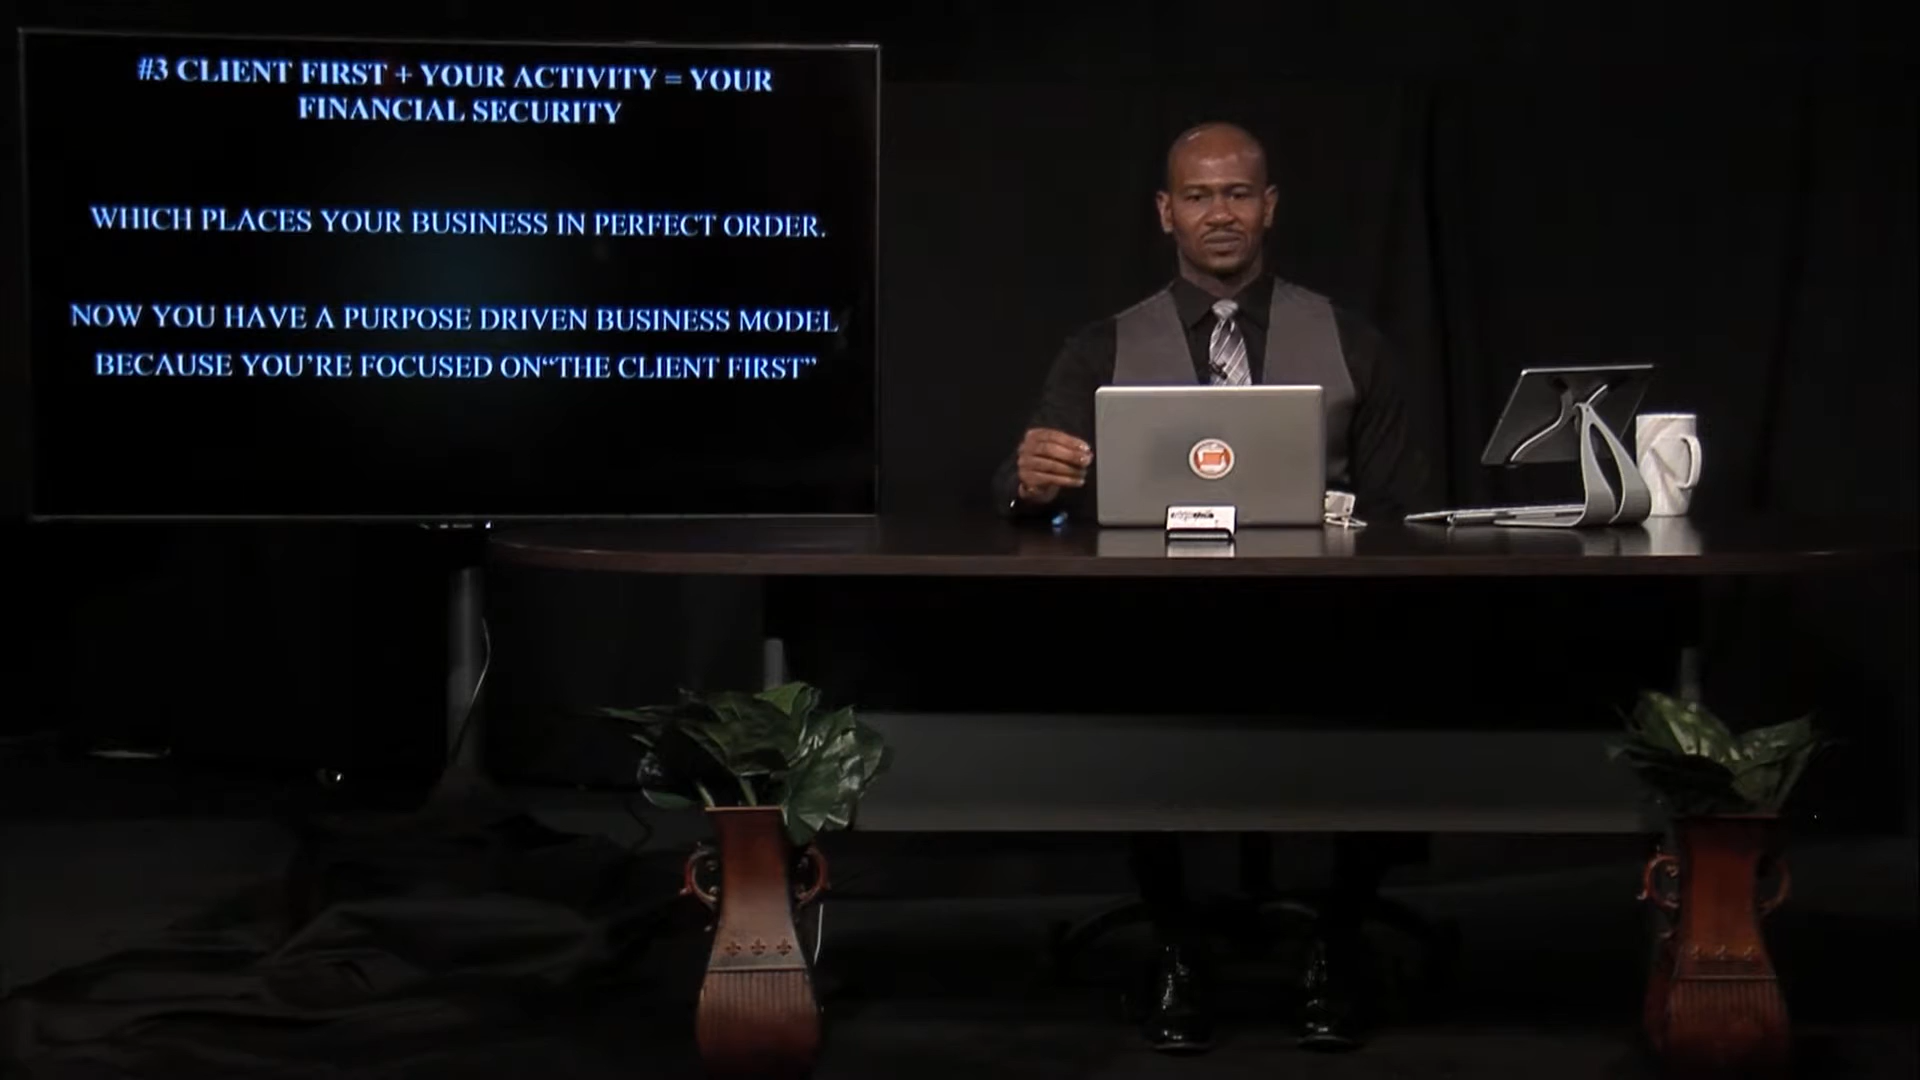 #3 CLIENT FIRST + YOUR ACTIVITY = YOUR
FINANCIAL SECURITY
WHICH PLACES YOUR BUSINESS IN PERFECT ORDER.
NOW YOU HAVE A PURPOSE DRIVEN BUSINESS MODEL
BECAUSE YOU’RE FOCUSED ON“THE CLIENT FIRST”